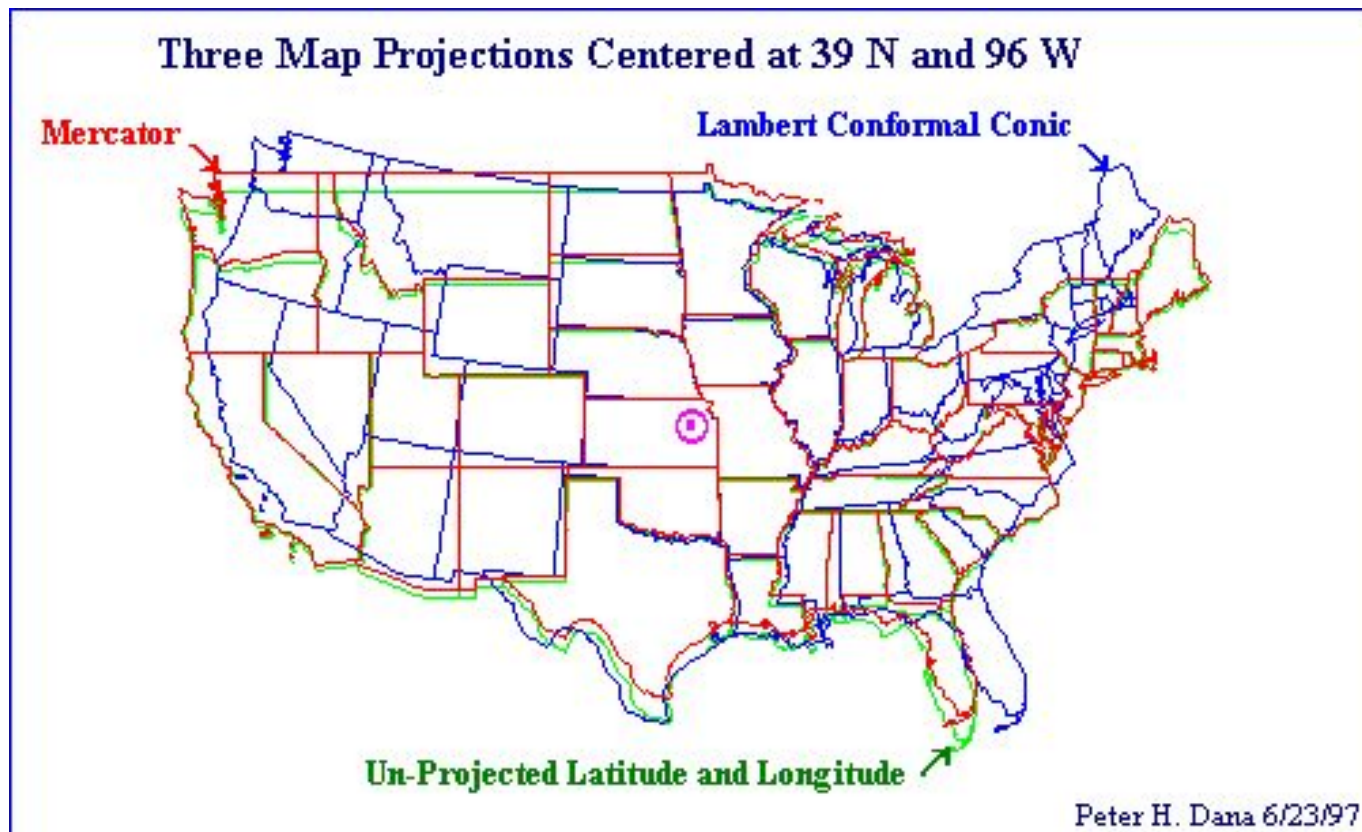 Three Map Projections Centered at 39 N and 96 W
Mercator
Lambert Conformal Conic
Un-Projected Latitude and Longitude
Peter H. Dana 6/23/97